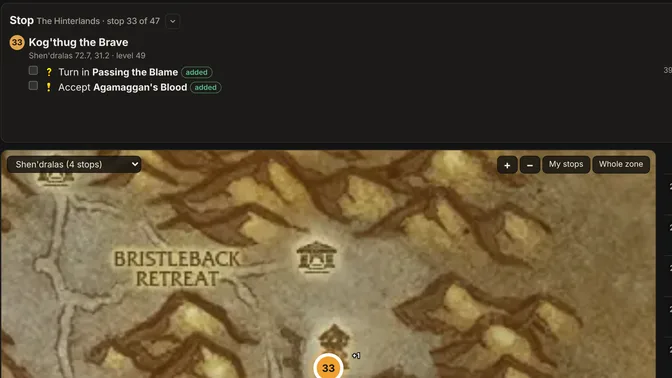 Stop The Hinterlands · stop 33 of 47
33 Kog'thug the Brave
Shen'dralas 72.7, 31.2 · level 49
? Turn in Passing the Blame added
! Accept Agamaggan's Blood added
39
Shen'dralas (4 stops)
+ − My stops Whole zone
BRISTLEBACK
RETREAT
+1
33